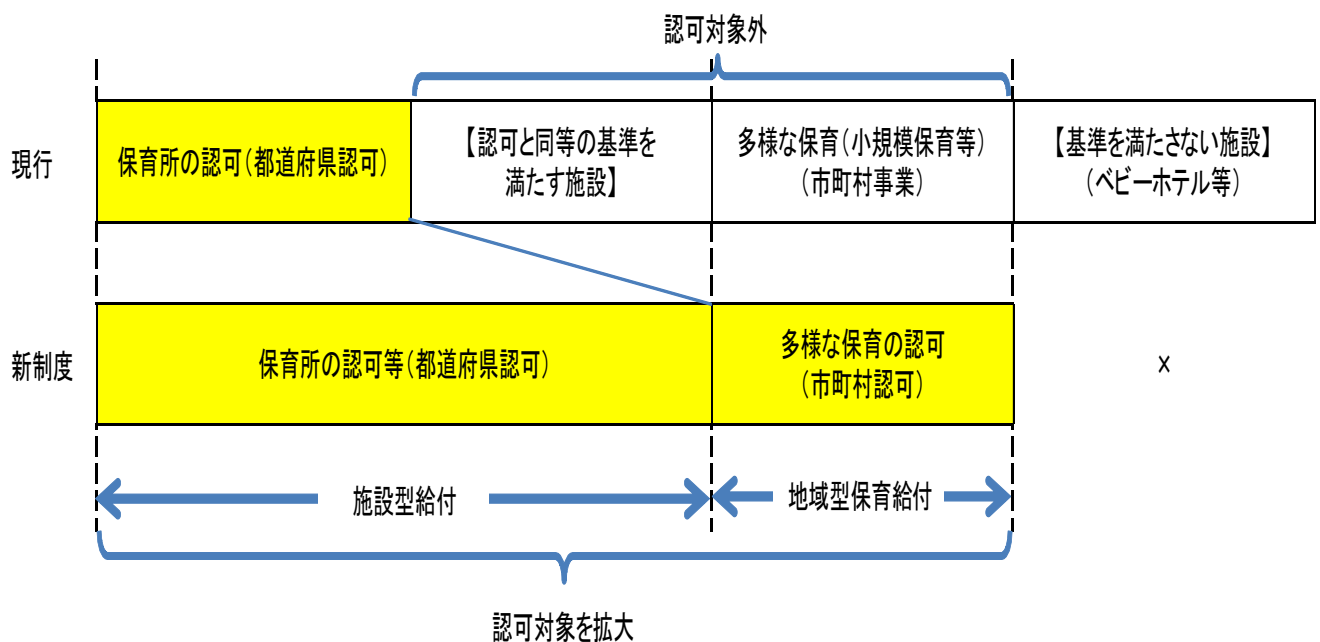 認可対象外
現行
保育所の認可(都道府県認可)
【認可と同等の基準を
満たす施設】
多様な保育(小規模保育等)
(市町村事業)
【基準を満たさない施設】
(ベビーホテル等)
新制度
保育所の認可等(都道府県認可)
多様な保育の認可
(市町村認可)
×
施設型給付
地域型保育給付
認可対象を拡大